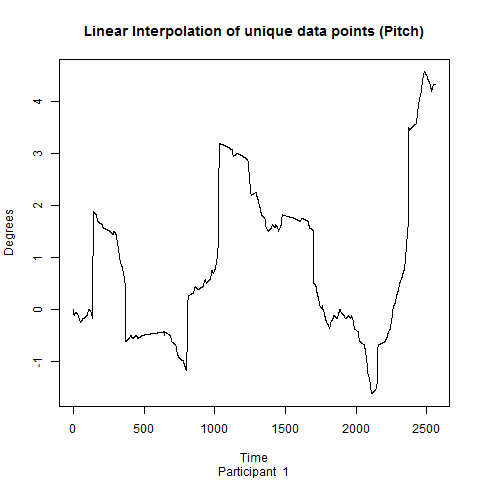 Linear Interpolation of unique data points (Pitch)
Degrees
4
3
2
1
0
-1
0 500 1000 1500 2000 2500
Time
Participant 1